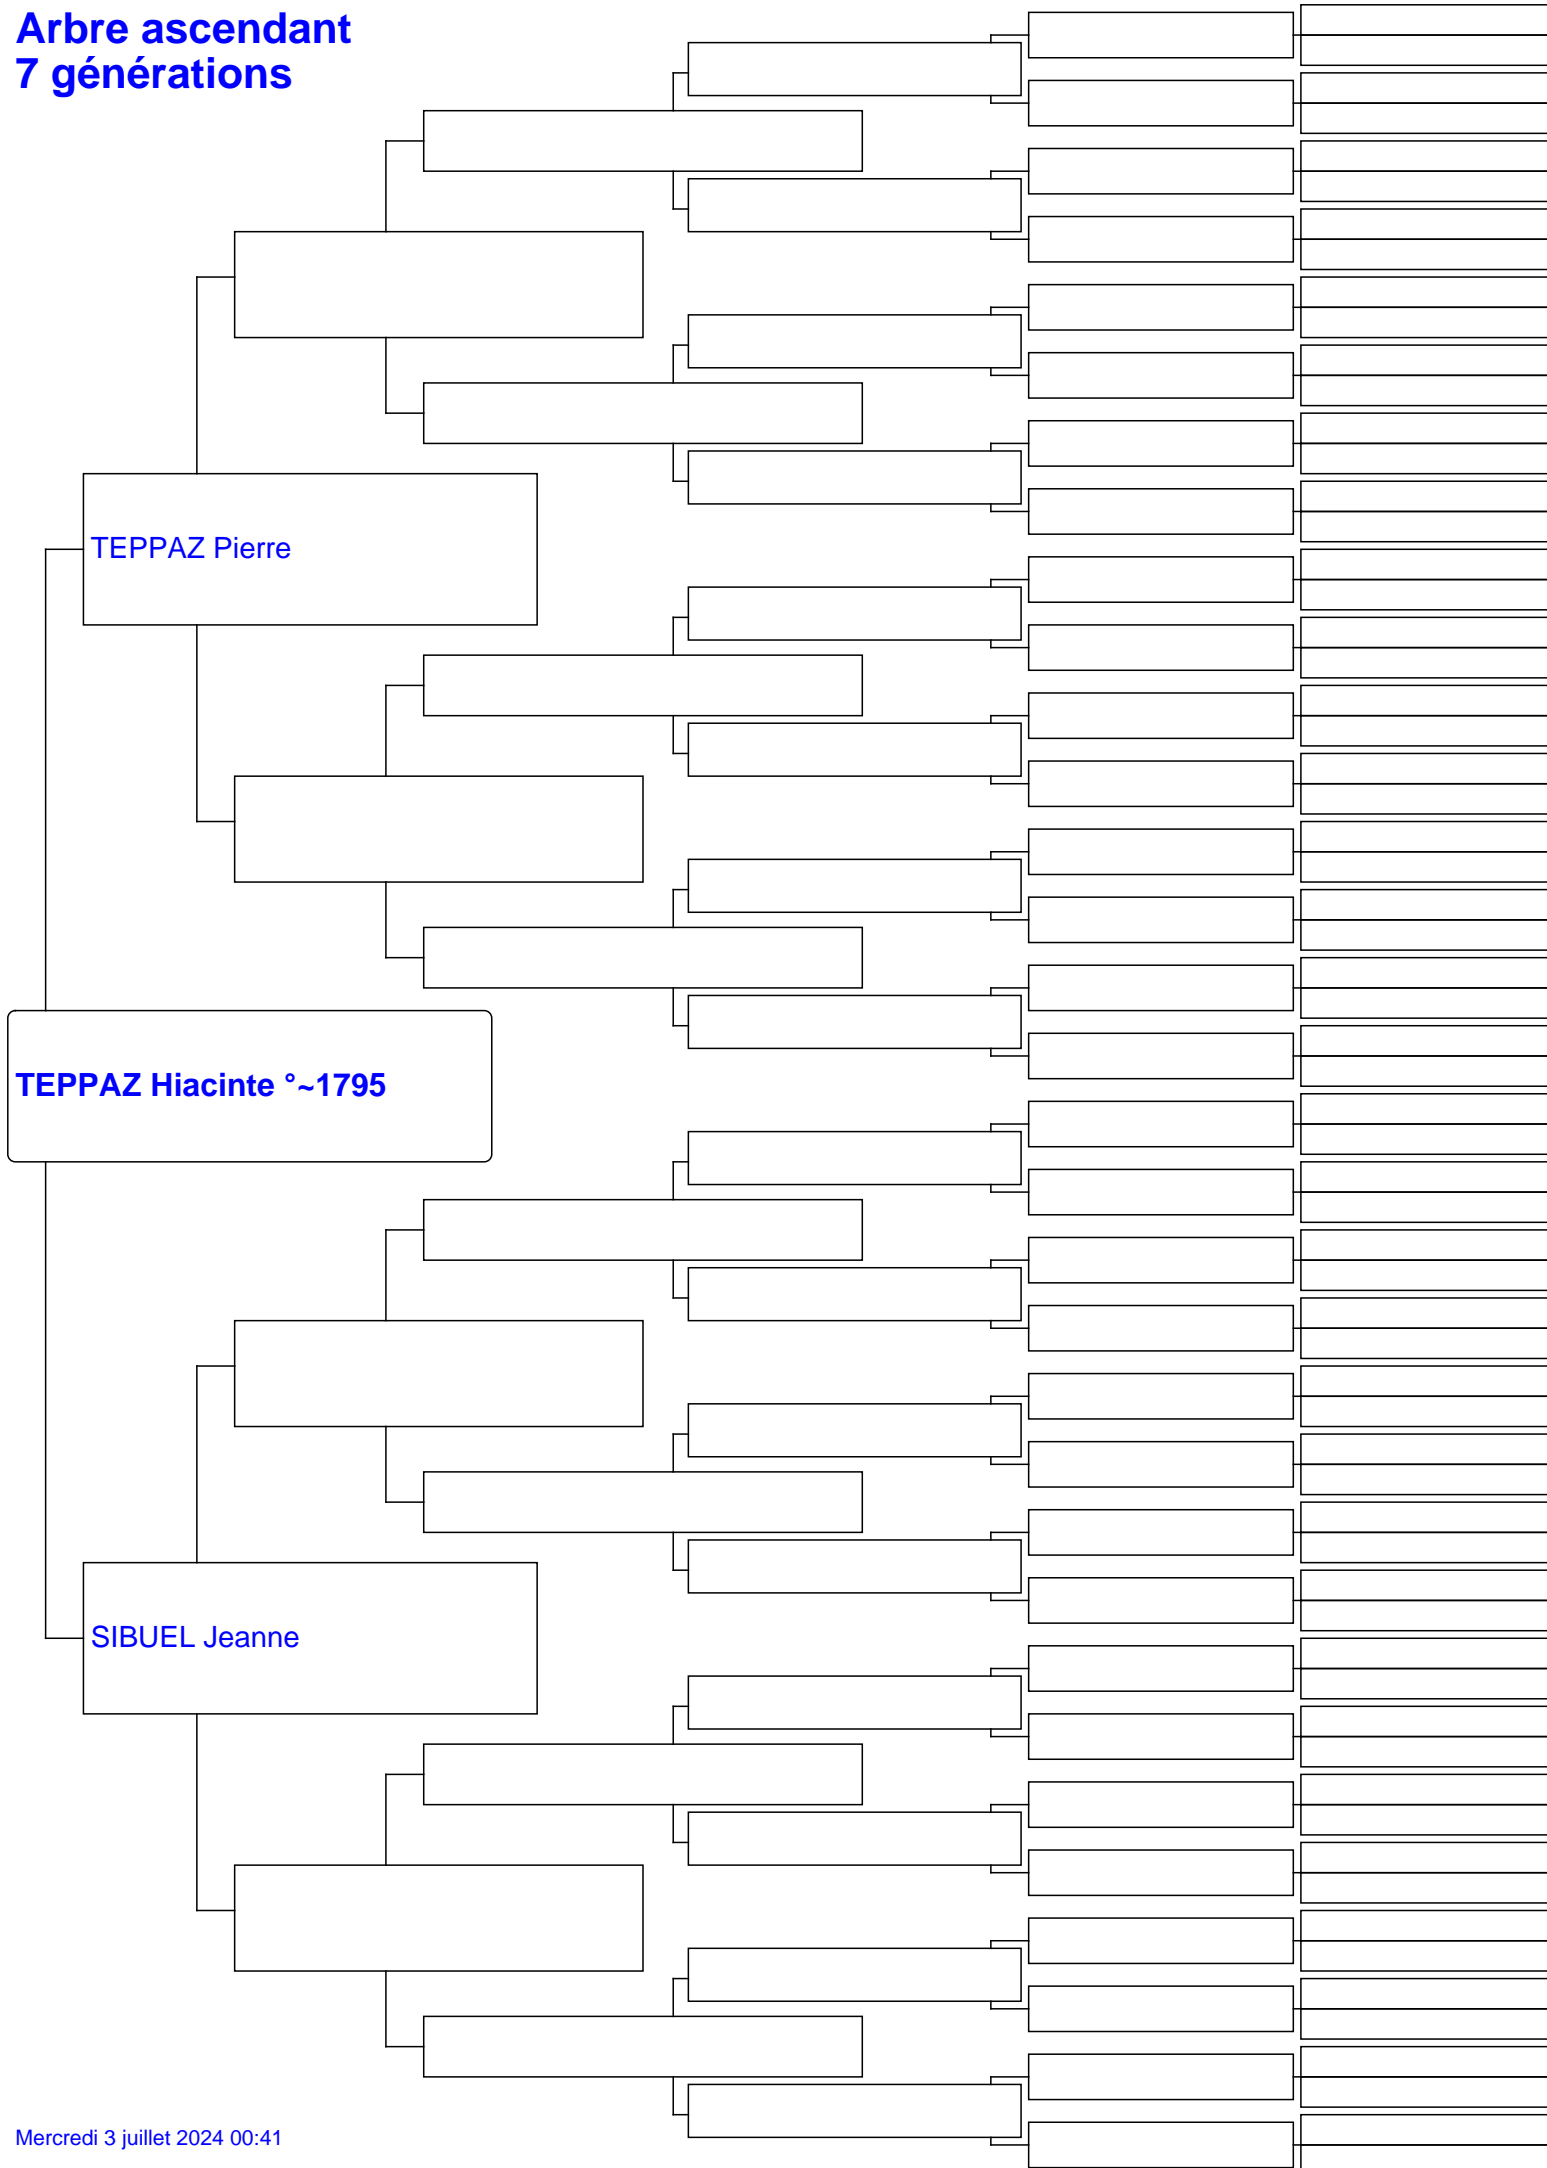 Arbre ascendant
7 générations
TEPPAZ Pierre
TEPPAZ Hiacinte °~1795
SIBUEL Jeanne
Mercredi 3 juillet 2024 00:41